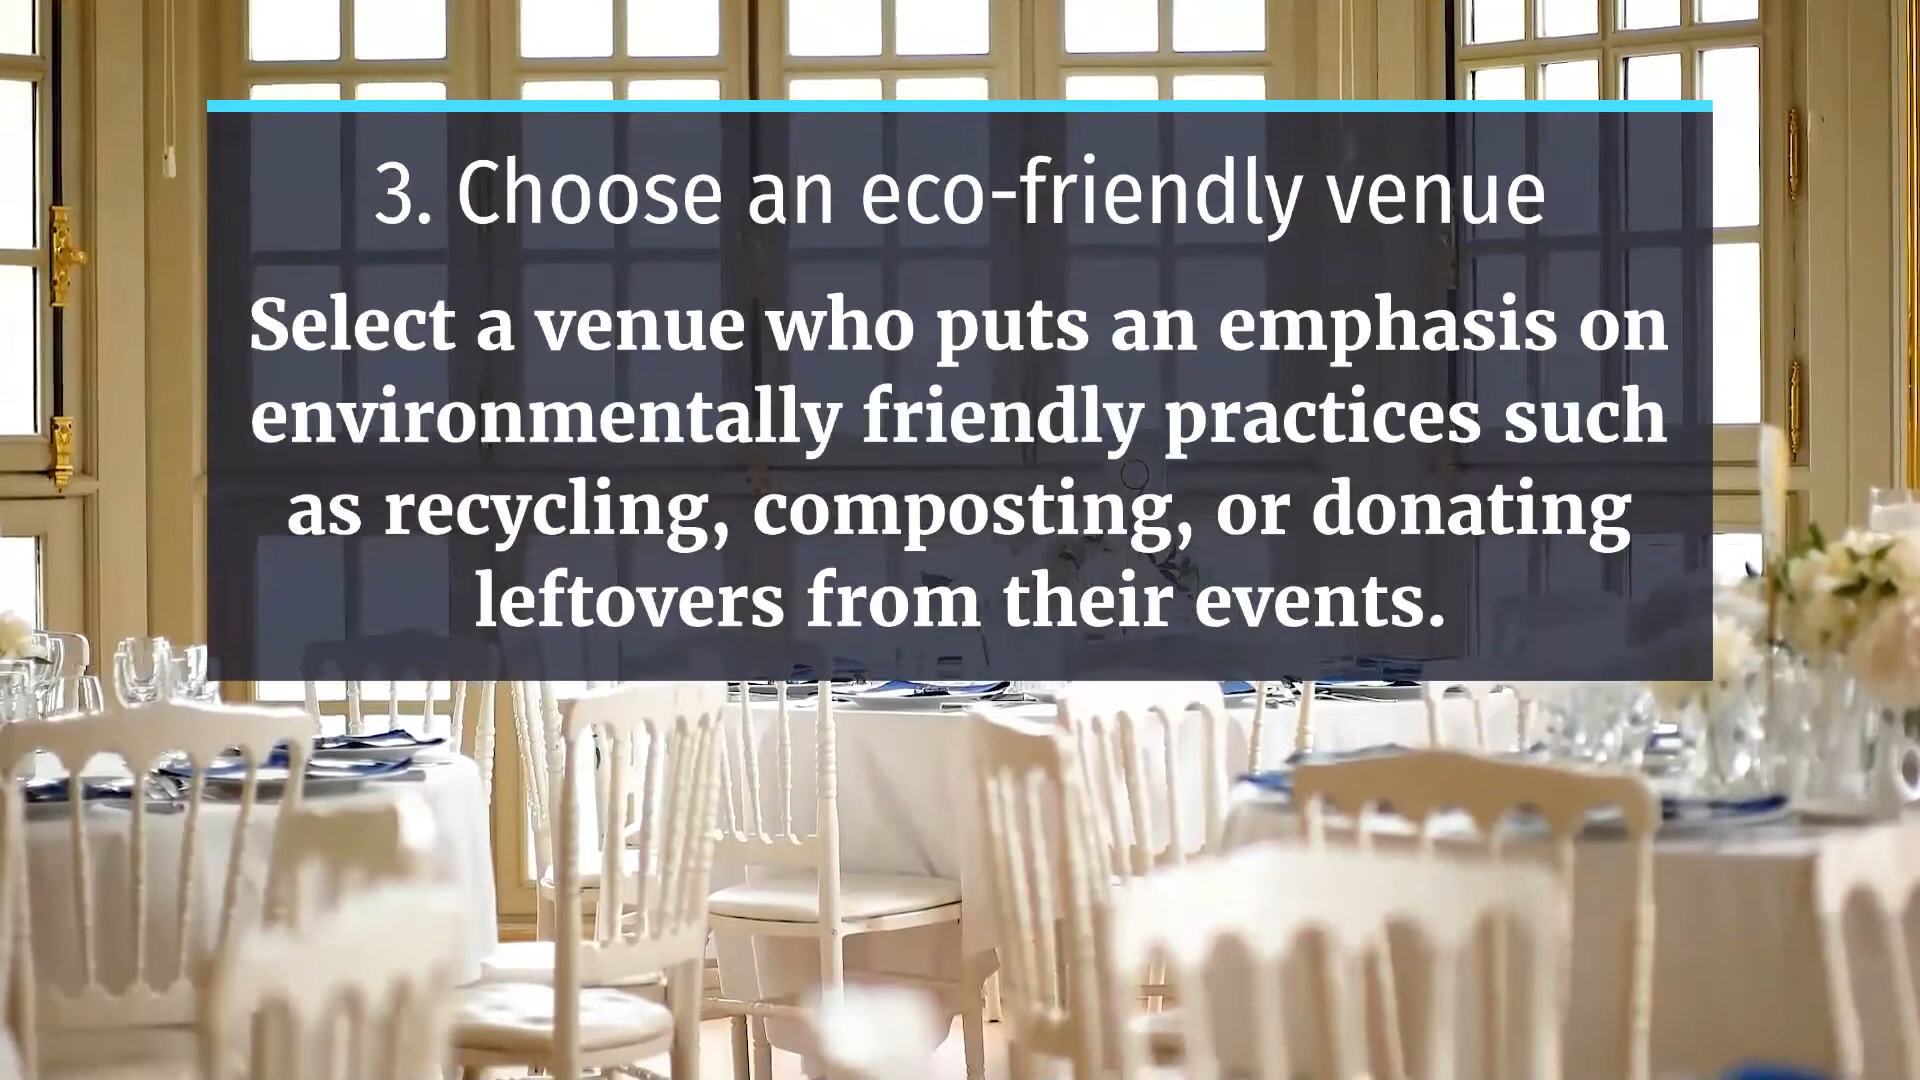 3. Choose an eco-friendly venue
Select a venue who puts an emphasis on
environmentally friendly practices such
as recycling, composting, or donating
leftovers from their events.